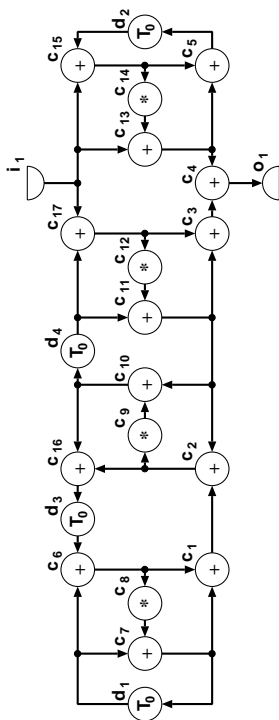 i1
c6 d3 c16 d4 c17 c15
+ T0 + T0 + +
d1 c7 c8 c9 c10 c11 c12 c13 c14 d2
T0 + * * + + * + * T0
c1 c2 c3 c4 c5
+ + + + +
o1